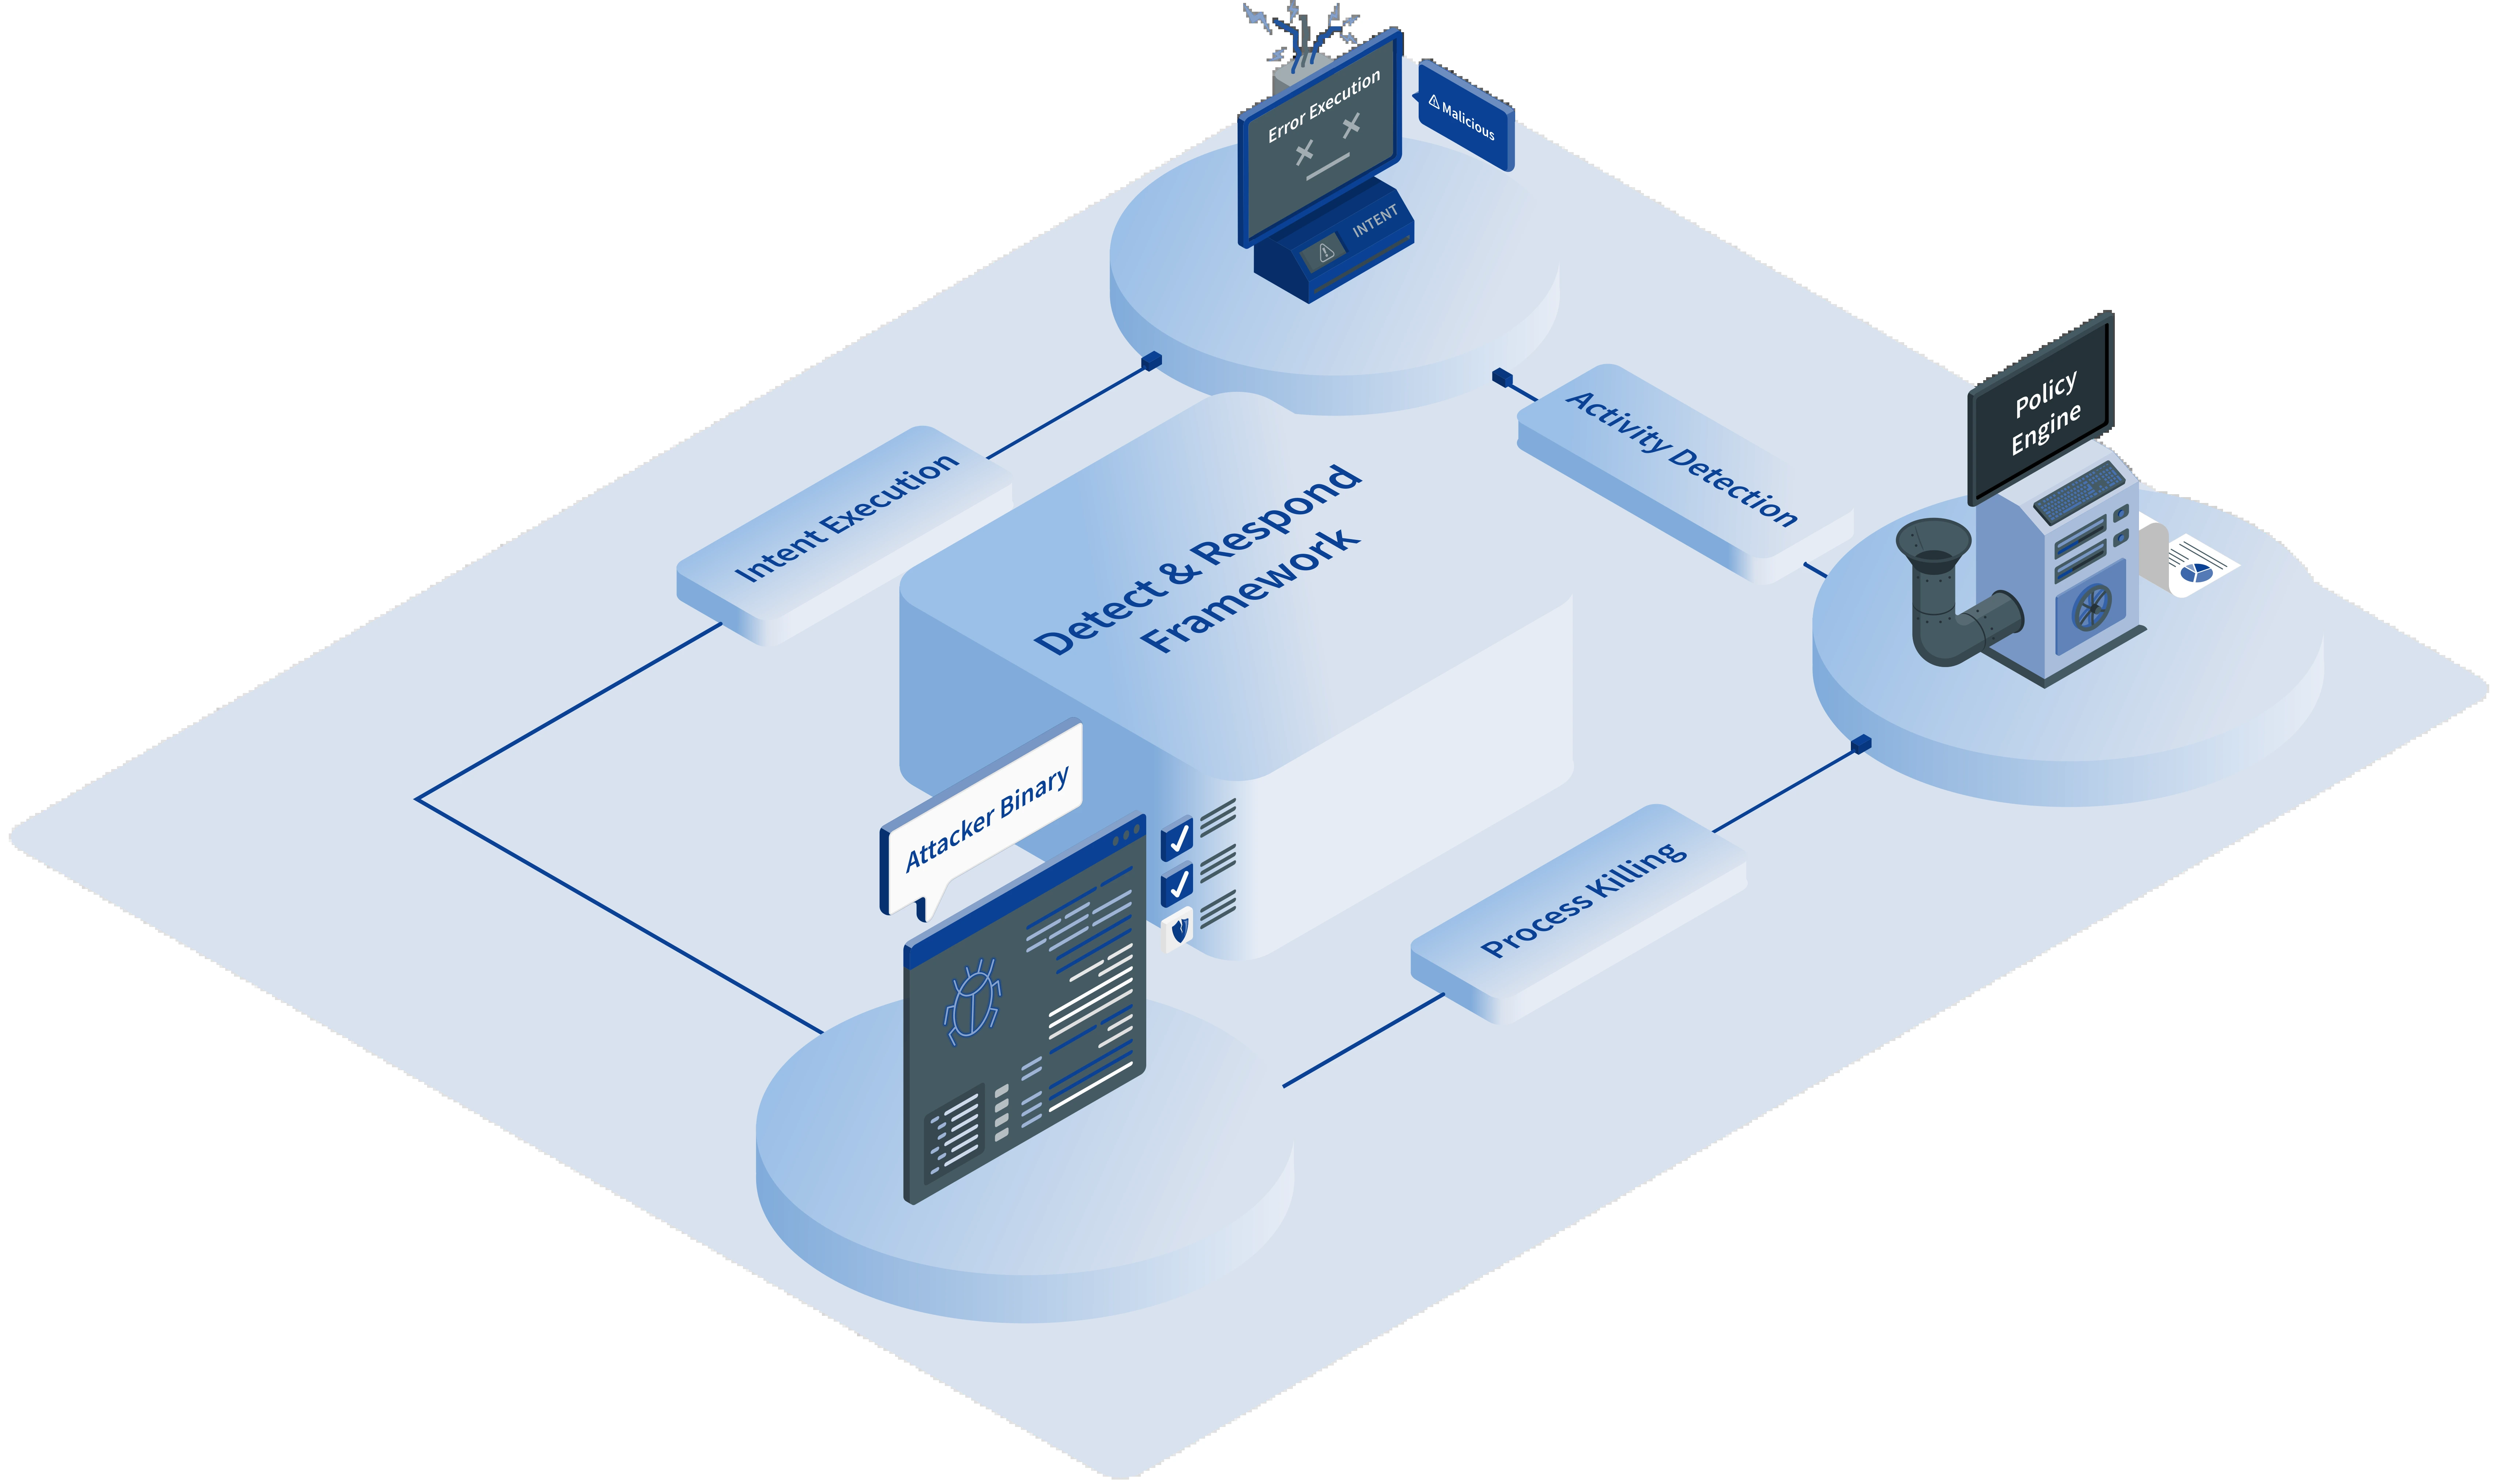 Error Execution
Malicious
INTENT
Policy
Engine
Activity Detection
Intent Execution
Detect & Respond
Framework
Attacker Binary
Process Killing